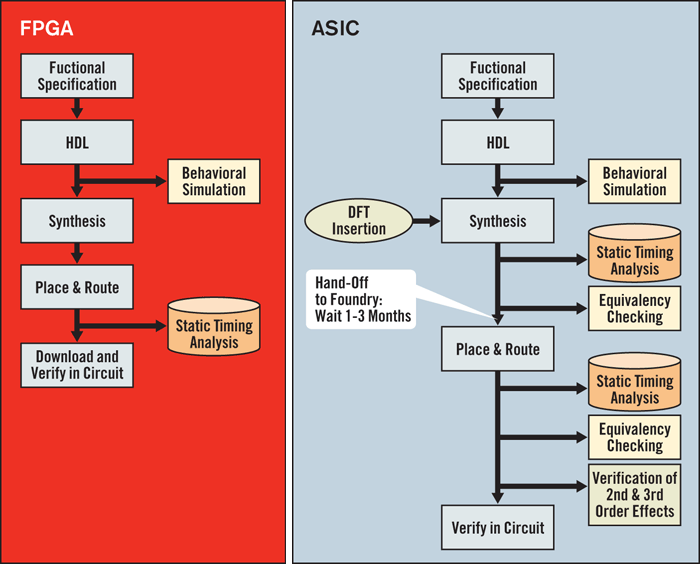 FPGA
Fuctional
Specification
HDL
Behavioral
Simulation
Synthesis
Place & Route
Static Timing
Analysis
Download and
Verify in Circuit
ASIC
Fuctional
Specification
HDL
Behavioral
Simulation
DFT
Insertion
Synthesis
Static Timing
Analysis
Hand-Off
to Foundry:
Wait 1-3 Months
Equivalency
Checking
Place & Route
Static Timing
Analysis
Equivalency
Checking
Verification of
2nd & 3rd
Order Effects
Verify in Circuit